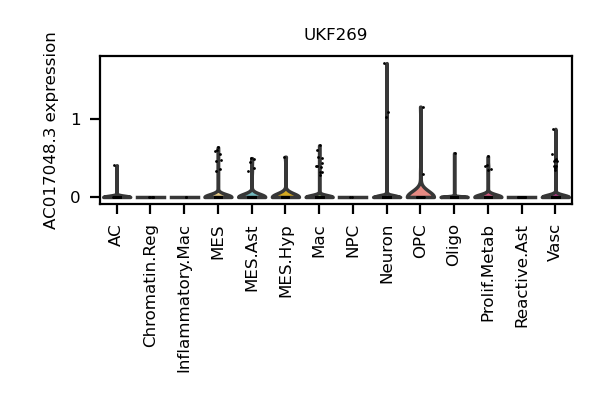 UKF269
AC017048.3 expression
1
0
AC
Chromatin.Reg
Inflammatory.Mac
MES
MES.Ast
MES.Hyp
Mac
NPC
Neuron
OPC
Oligo
Prolif.Metab
Reactive.Ast
Vasc